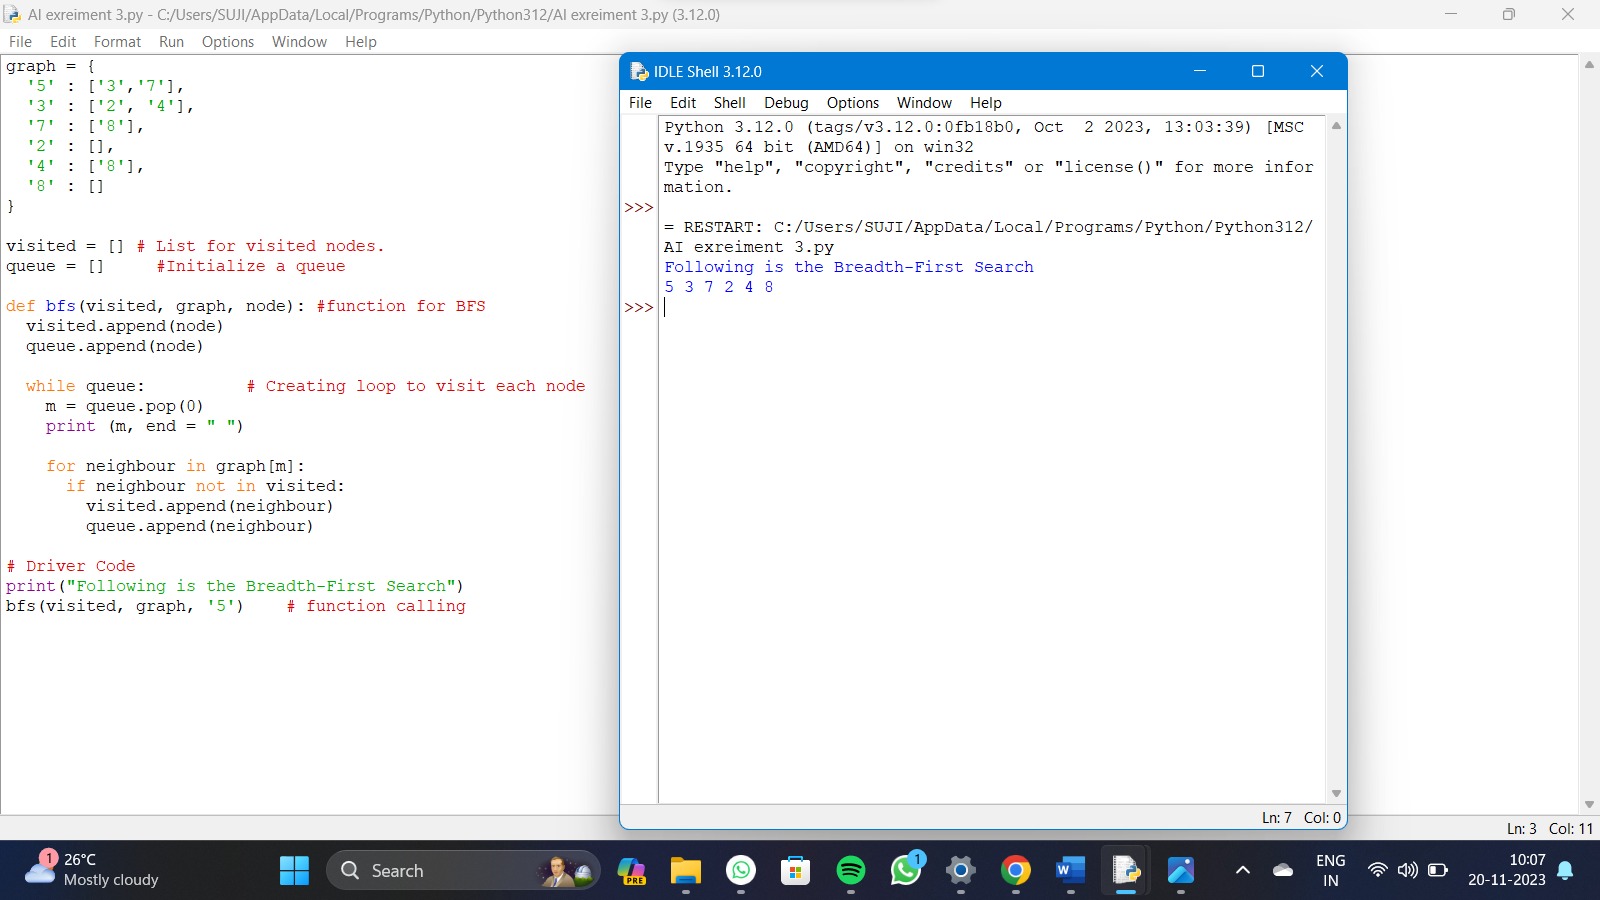 AI exreiment 3.py - C:/Users/SUJI/AppData/Local/Programs/Python/Python312/AI exreiment 3.py (3.12.0)
File Edit Format Run Options Window Help
graph = {
  '5' : ['3','7'],
  '3' : ['2', '4'],
  '7' : ['8'],
  '2' : [],
  '4' : ['8'],
  '8' : []
}
visited = [] # List for visited nodes.
queue = []     #Initialize a queue
def bfs(visited, graph, node): #function for BFS
  visited.append(node)
  queue.append(node)
  while queue:          # Creating loop to visit each node
    m = queue.pop(0)
    print (m, end = " ")
    for neighbour in graph[m]:
      if neighbour not in visited:
        visited.append(neighbour)
        queue.append(neighbour)
# Driver Code
print("Following is the Breadth-First Search")
bfs(visited, graph, '5')    # function calling
IDLE Shell 3.12.0
File Edit Shell Debug Options Window Help
Python 3.12.0 (tags/v3.12.0:0fb18b0, Oct  2 2023, 13:03:39) [MSC
v.1935 64 bit (AMD64)] on win32
Type "help", "copyright", "credits" or "license()" for more infor
mation.
>>>
= RESTART: C:/Users/SUJI/AppData/Local/Programs/Python/Python312/
AI exreiment 3.py
Following is the Breadth-First Search
5 3 7 2 4 8
>>>
Ln: 7 Col: 0
Ln: 3 Col: 11
1
26°C
Mostly cloudy
Search
PRE
1
W
ENG
IN
10:07
20-11-2023